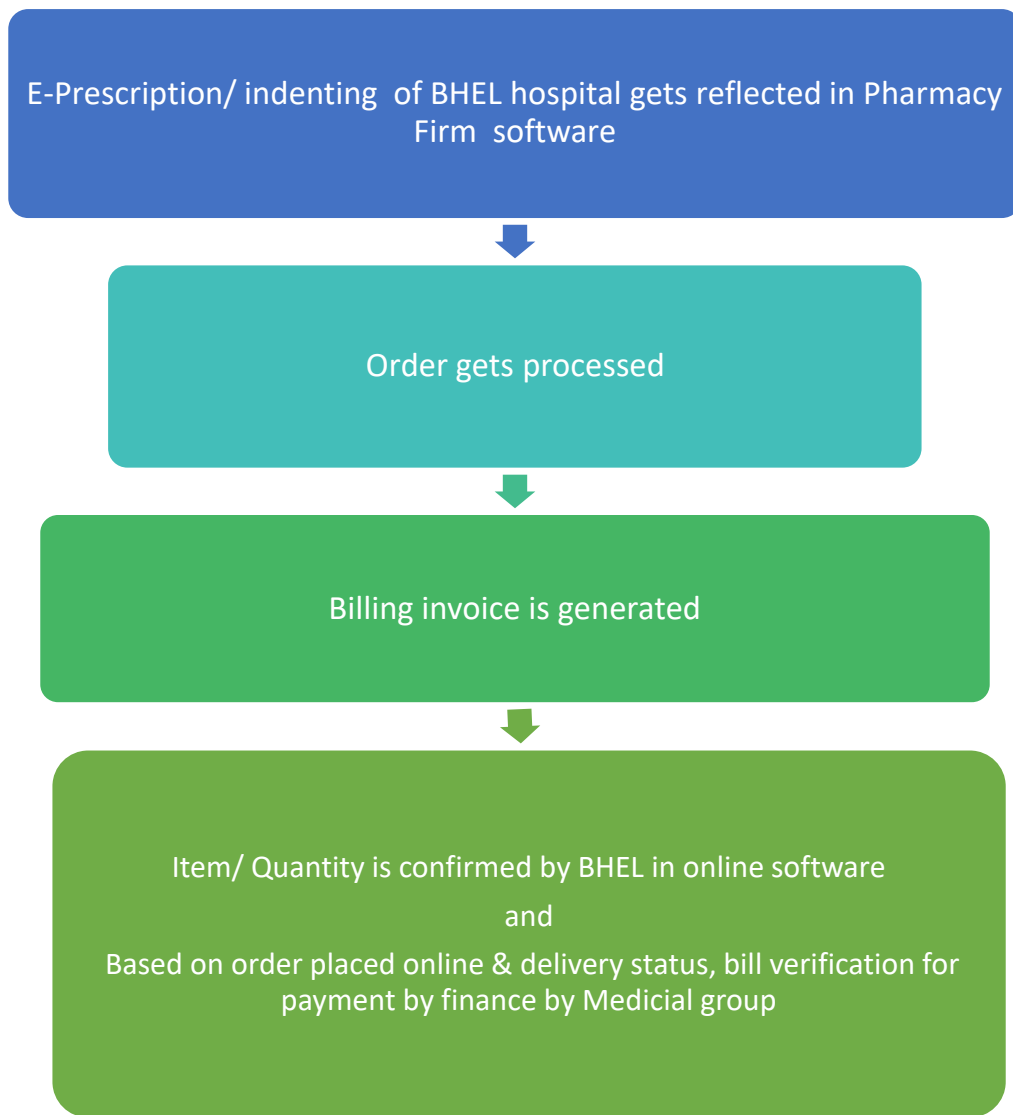 E-Prescription/ indenting of BHEL hospital gets reflected in Pharmacy
Firm software
Order gets processed
Billing invoice is generated
Item/ Quantity is confirmed by BHEL in online software
and
Based on order placed online & delivery status, bill verification for
payment by finance by Medicial group